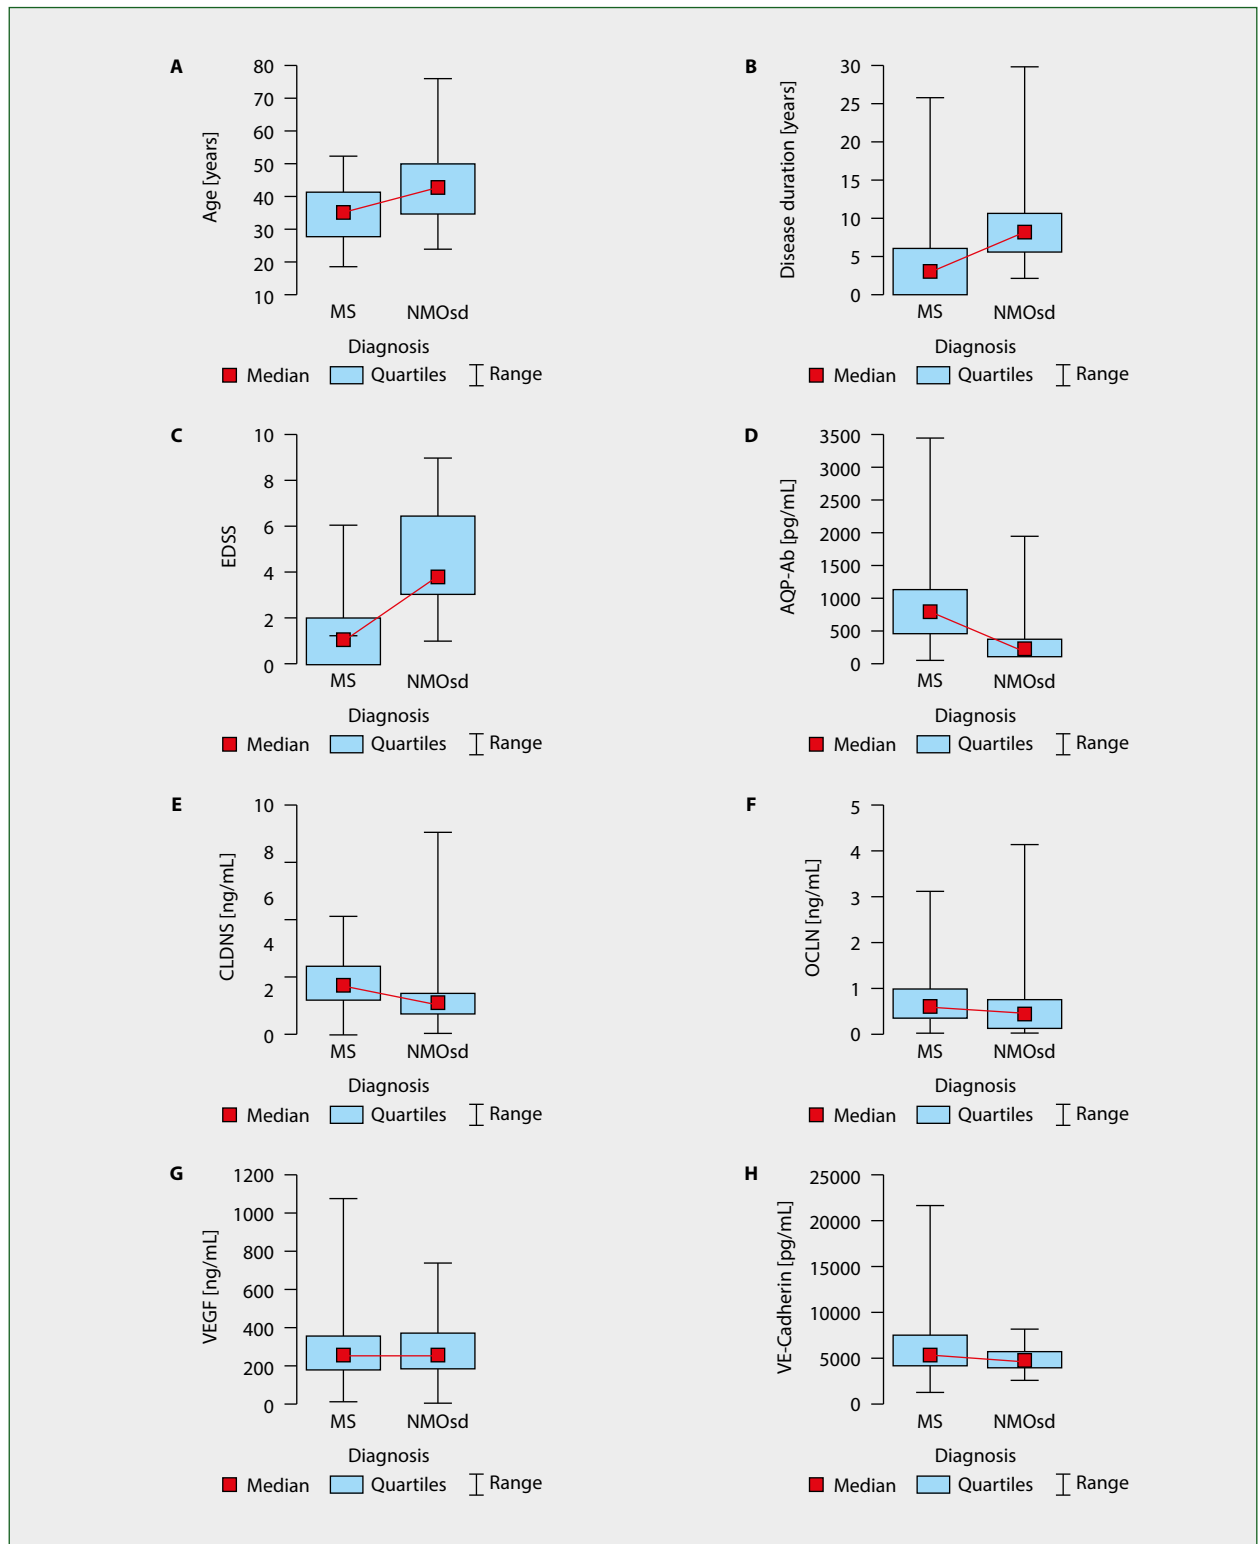 A
80
70
60
50
40
30
20
10
Age [years]
MS NMOsd
Diagnosis
Median Quartiles Range
B
30
25
20
15
10
5
0
Disease duration [years]
MS NMOsd
Diagnosis
Median Quartiles Range
C
10
8
6
4
2
0
EDSS
MS NMOsd
Diagnosis
Median Quartiles Range
D
3500
3000
2500
2000
1500
1000
500
0
AQP-Ab [pg/mL]
MS NMOsd
Diagnosis
Median Quartiles Range
E
10
8
6
4
2
0
CLDNS [ng/mL]
MS NMOsd
Diagnosis
Median Quartiles Range
F
5
4
3
2
1
0
OCLN [ng/mL]
MS NMOsd
Diagnosis
Median Quartiles Range
G
1200
1000
800
600
400
200
0
VEGF [ng/mL]
MS NMOsd
Diagnosis
Median Quartiles Range
H
25000
20000
15000
10000
5000
0
VE-Cadherin [pg/mL]
MS NMOsd
Diagnosis
Median Quartiles Range